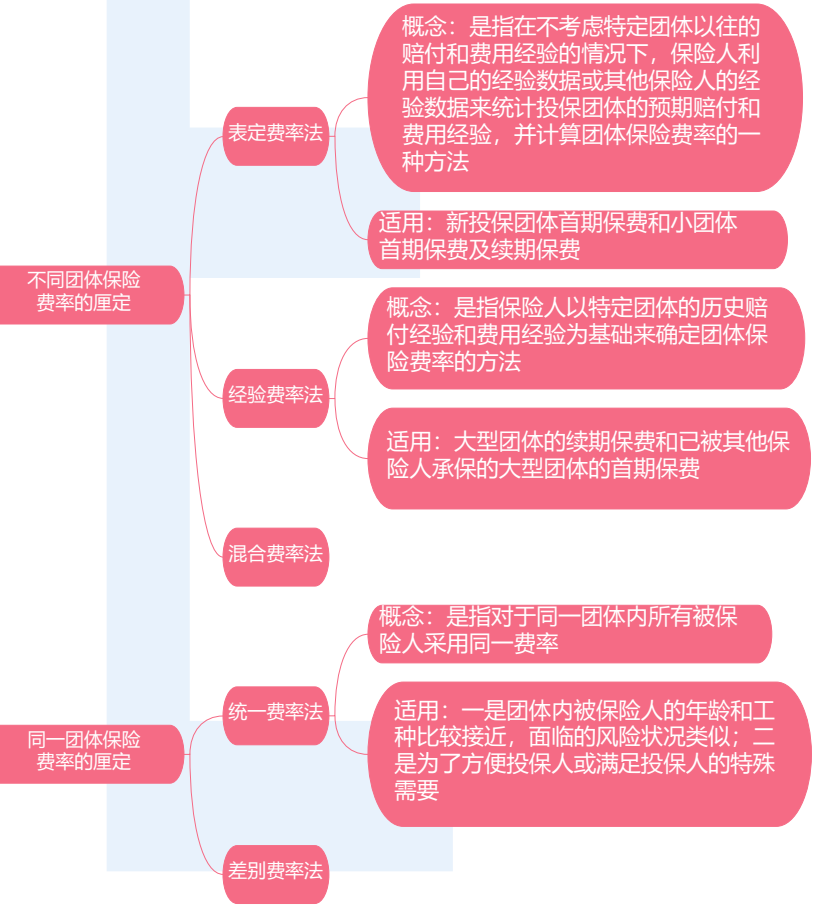 不同团体保险
费率的厘定
表定费率法
概念：是指在不考虑特定团体以往的
赔付和费用经验的情况下，保险人利
用自己的经验数据或其他保险人的经
验数据来统计投保团体的预期赔付和
费用经验，并计算团体保险费率的一
种方法
适用：新投保团体首期保费和小团体
首期保费及续期保费
经验费率法
概念：是指保险人以特定团体的历史赔
付经验和费用经验为基础来确定团体保
险费率的方法
适用：大型团体的续期保费和已被其他保
险人承保的大型团体的首期保费
混合费率法
同一团体保险
费率的厘定
统一费率法
概念：是指对于同一团体内所有被保
险人采用同一费率
适用：一是团体内被保险人的年龄和工
种比较接近，面临的风险状况类似；二
是为了方便投保人或满足投保人的特殊
需要
差别费率法